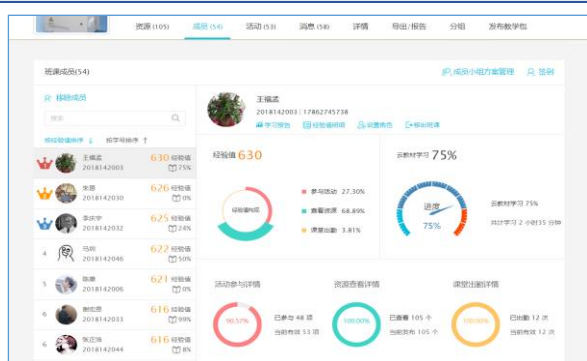 资源 (105) 成员 (54) 活动 (53) 消息 (58) 详情 导出/报告 分组 发布教学包
班课成员(54) 成员小组方案管理 签到
移除成员
搜索
按经验值排序 ↓ 按学号排序 ↑
王福孟 630 经验值
2018142003 75%
朱恩 626 经验值
2018142030 0%
李庆宇 625 经验值
2018142032 24%
4 马刚 622 经验值
2018142046 50%
5 陈康 621 经验值
2018142006 0%
6 616 经验值
2018142033 99%
6 张正海 616 经验值
2018142044 8%
王福孟
2018142003 | 17862745738
学习报告 经验值明细 设置角色 移出班课
经验值 630
经验值构成
参与活动 27.30%
查看资源 68.89%
课堂出勤 3.81%
云教材学习 75%
进度
75%
云教材学习 75%
共计学习 2 小时35 分钟
活动参与详情
90.57%
已参与 48 项
当前有效 53 项
资源查看详情
100.00%
已查看 105 个
当前发布 105 个
课堂出勤详情
100.00%
已出勤 12 次
当前有效 12 次